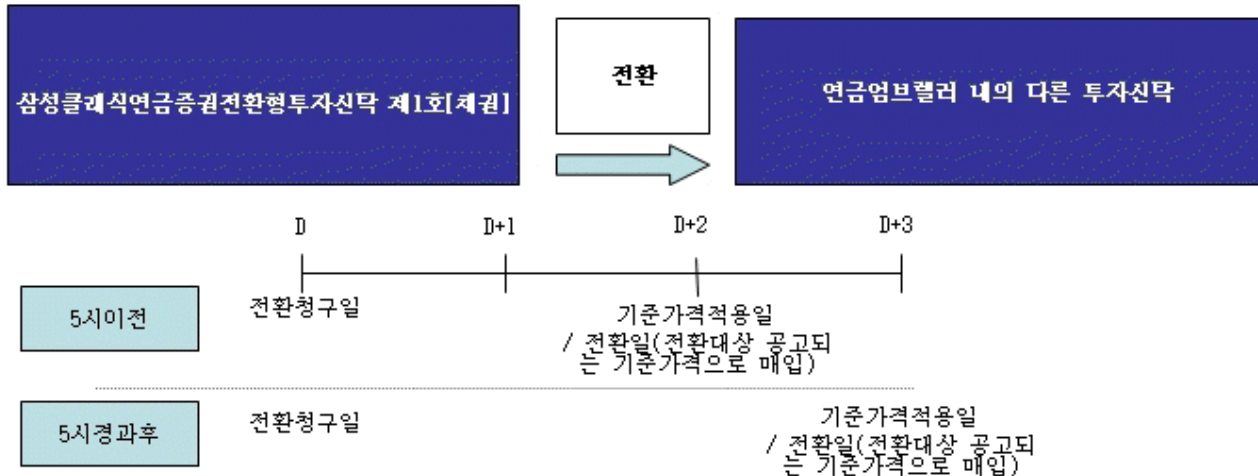 삼성클래식연금증권전환형투자신탁 제1호[채권]
전환
연금엄브렐러 내의 다른 투자신탁
D
D+1
D+2
D+3
5시이전
전환청구일
기준가격적용일
/ 전환일(전환대상 공고되
는 기준가격으로 매입)
5시경과후
전환청구일
기준가격적용일
/ 전환일(전환대상 공고되
는 기준가격으로 매입)